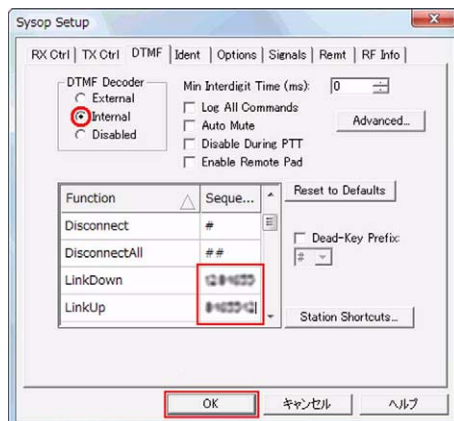 Sysop Setup
RX Ctrl
TX Ctrl
DTMF
Ident
Options
Signals
Remt
RF Info
DTMF Decoder
External
Internal
Disabled
Min Interdigit Time (ms):
0
Log All Commands
Auto Mute
Disable During PTT
Enable Remote Pad
Advanced...
Function
Seque...
Disconnect
#
DisconnectAll
##
LinkDown
LinkUp
Reset to Defaults
Dead-Key Prefix:
#
Station Shortcuts...
OK
キャンセル
ヘルプ